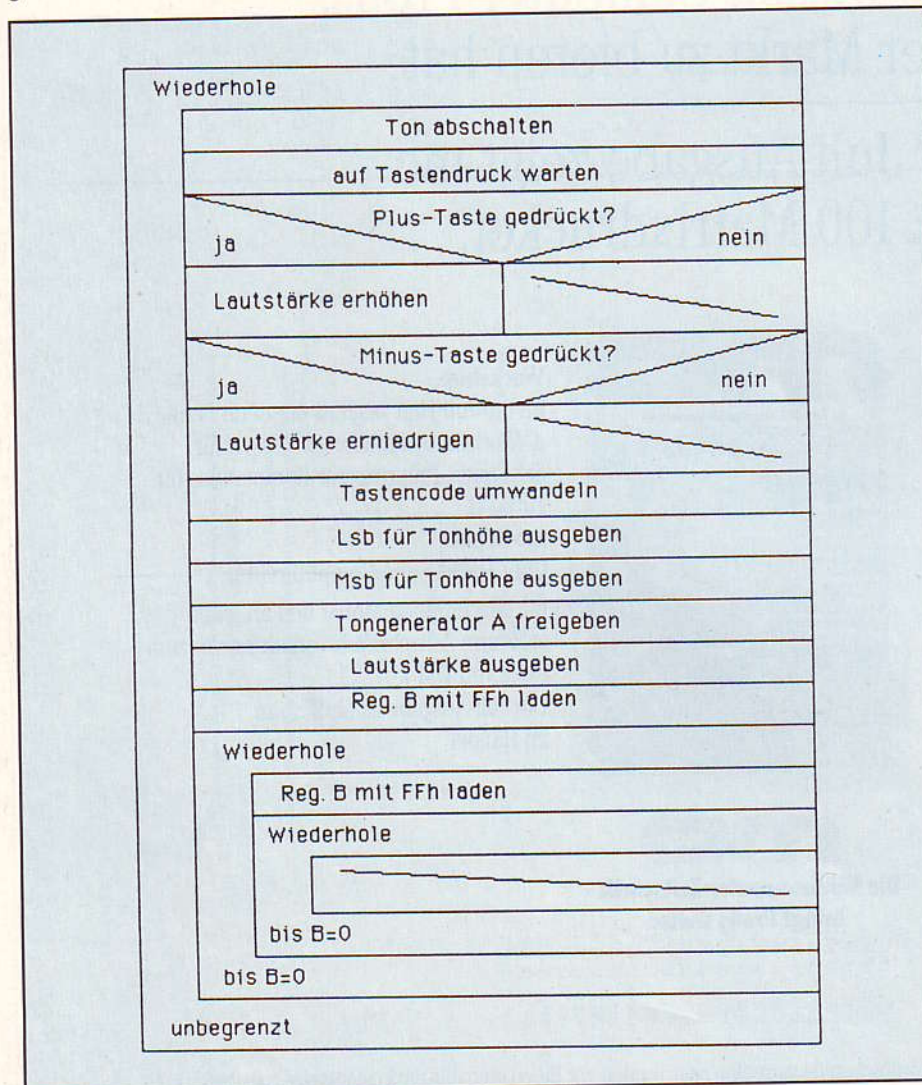 Wiederhole
Ton abschalten
auf Tastendruck warten
Plus-Taste gedrückt?
ja nein
Lautstärke erhöhen
Minus-Taste gedrückt?
ja nein
Lautstärke erniedrigen
Tastencode umwandeln
Lsb für Tonhöhe ausgeben
Msb für Tonhöhe ausgeben
Tongenerator A freigeben
Lautstärke ausgeben
Reg. B mit FFh laden
Wiederhole
Reg. B mit FFh laden
Wiederhole
bis B=0
bis B=0
unbegrenzt